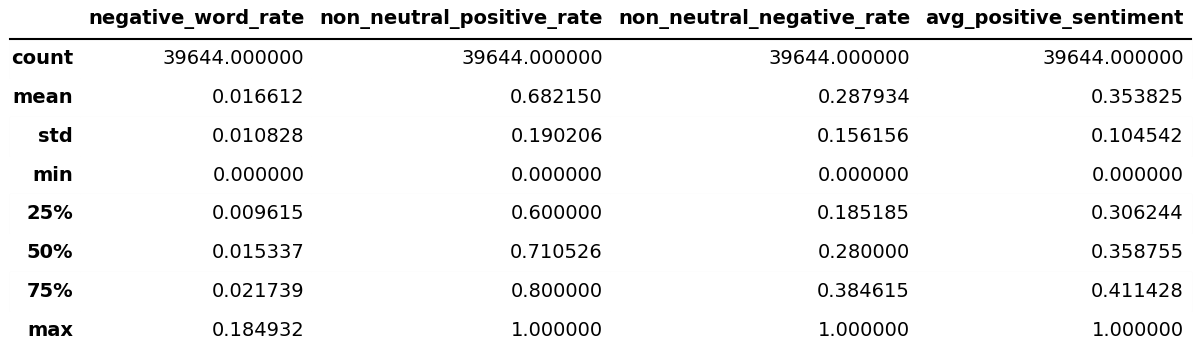 negative_word_rate non_neutral_positive_rate non_neutral_negative_rate avg_positive_sentiment
count 39644.000000 39644.000000 39644.000000 39644.000000
mean 0.016612 0.682150 0.287934 0.353825
std 0.010828 0.190206 0.156156 0.104542
min 0.000000 0.000000 0.000000 0.000000
25% 0.009615 0.600000 0.185185 0.306244
50% 0.015337 0.710526 0.280000 0.358755
75% 0.021739 0.800000 0.384615 0.411428
max 0.184932 1.000000 1.000000 1.000000